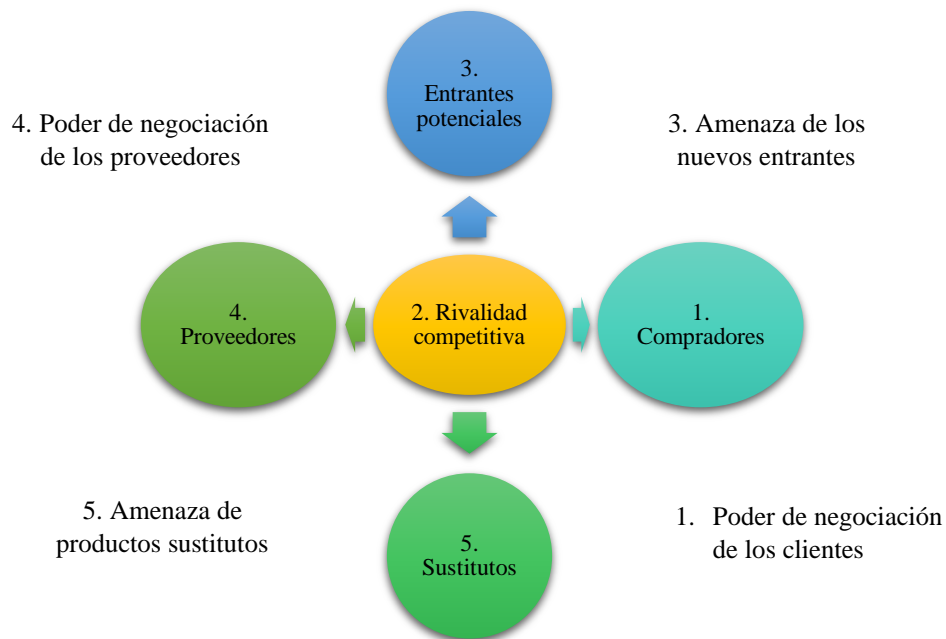 3.
Entrantes
potenciales
4. Poder de negociación
de los proveedores
3. Amenaza de los
nuevos entrantes
4.
Proveedores
2. Rivalidad
competitiva
1.
Compradores
5. Amenaza de
productos sustitutos
5.
Sustitutos
1. Poder de negociación
de los clientes